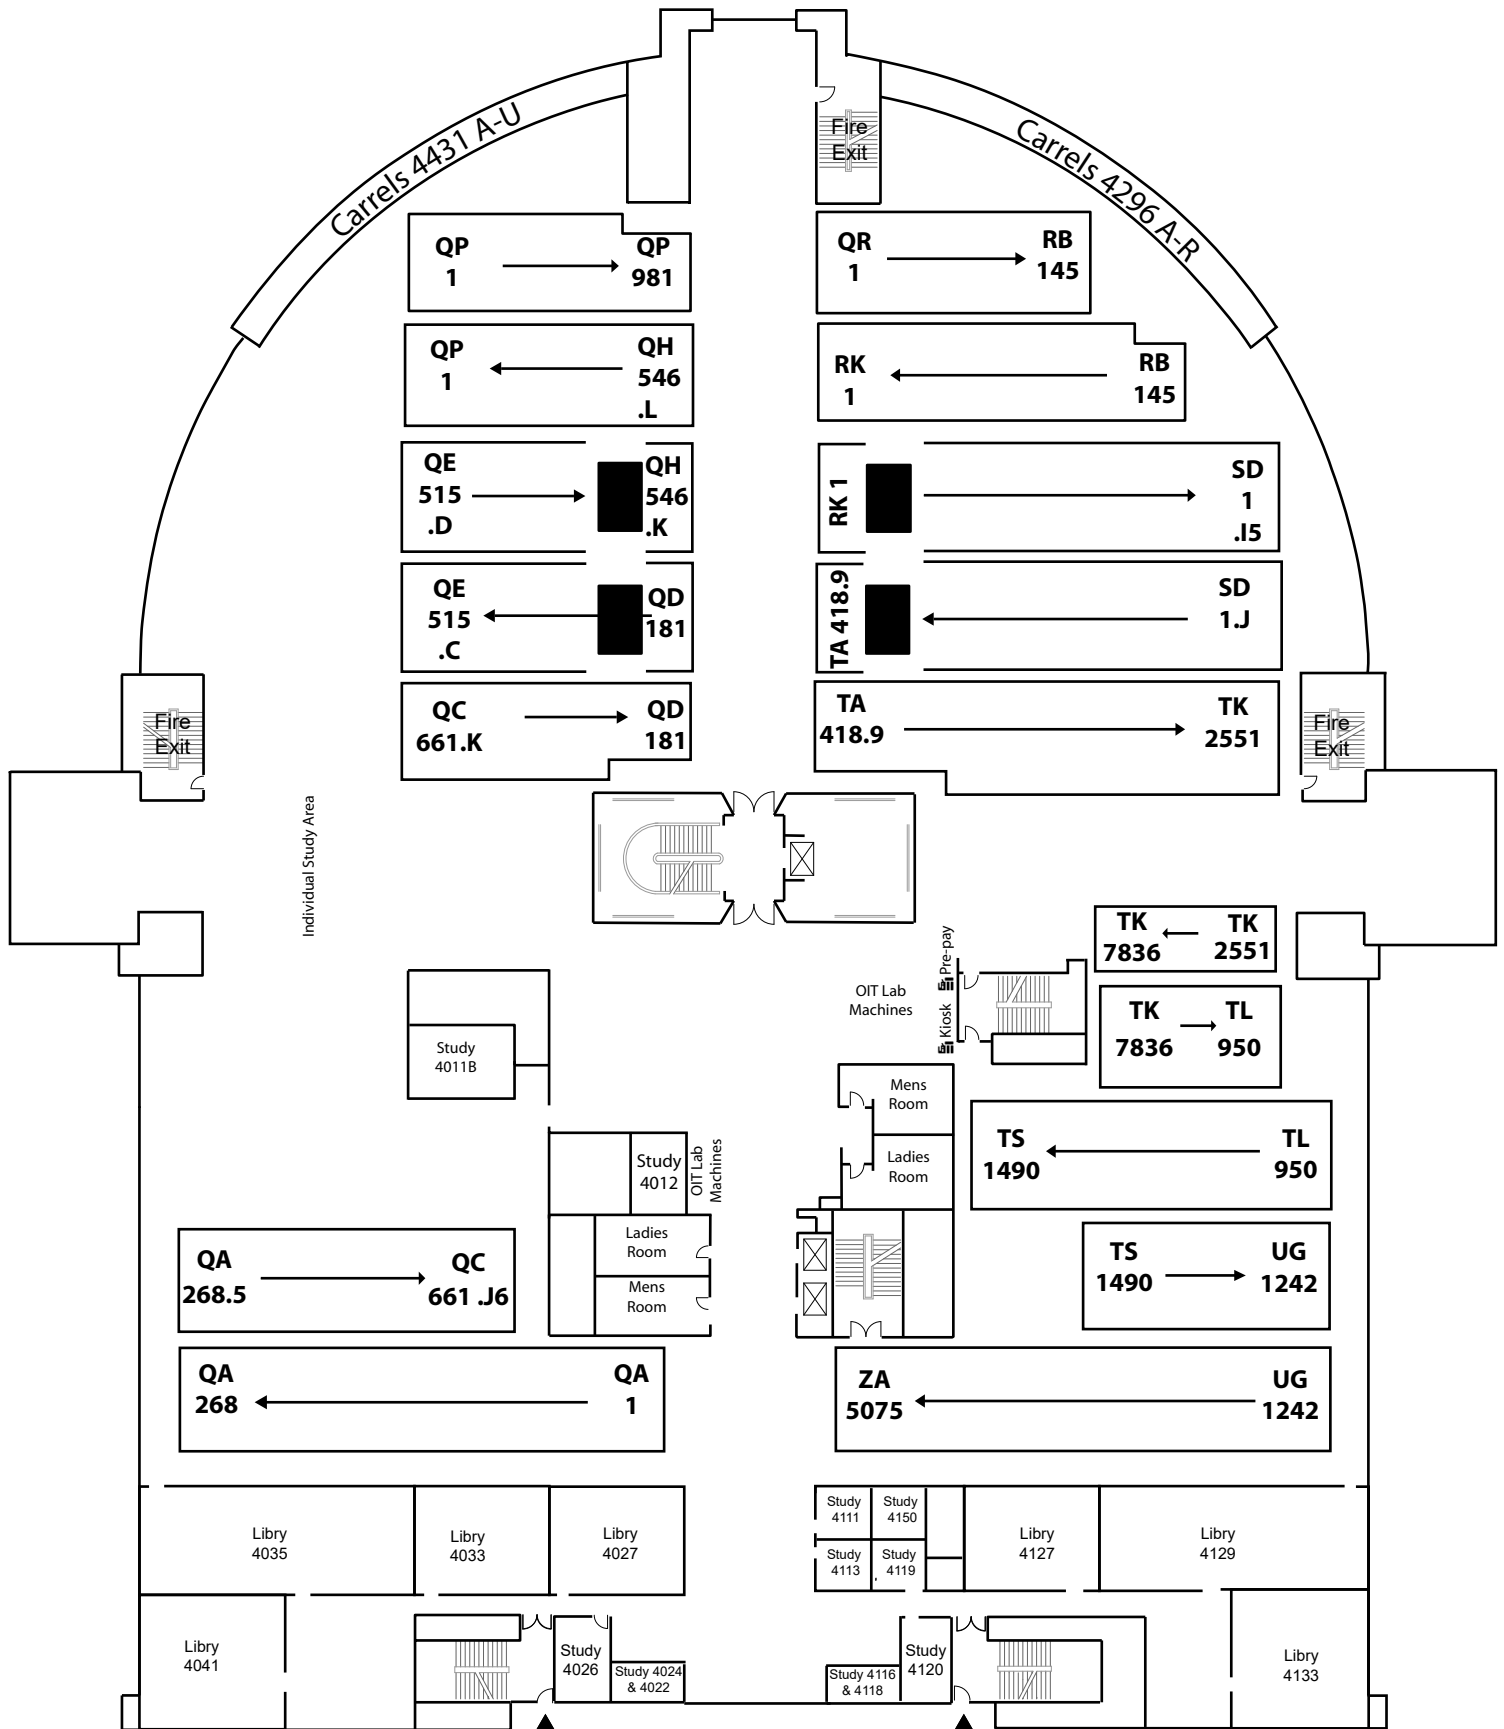 Carrels 4431 A-U
Carrels 4296 A-R
Fire
Exit
QP
1
QP
981
QR
1
RB
145
QP
1
QH
546
.L
RK
1
RB
145
QE
515
.D
QH
546
.K
RK 1
SD
1
.I5
QE
515
.C
QD
181
TA 418.9
SD
1.J
QC
661.K
QD
181
TA
418.9
TK
2551
Fire
Exit
Fire
Exit
Individual Study Area
TK
7836
TK
2551
Pre-pay
Kiosk
OIT Lab
Machines
TK
7836
TL
950
Study
4011B
Mens
Room
Ladies
Room
TS
1490
TL
950
Study
4012
OIT Lab
Machines
Ladies
Room
Mens
Room
QA
268.5
QC
661 .J6
TS
1490
UG
1242
QA
268
QA
1
ZA
5075
UG
1242
Libry
4035
Libry
4033
Libry
4027
Study
4111
Study
4150
Study
4113
Study
4119
Libry
4127
Libry
4129
Libry
4041
Study
4026
Study 4024
& 4022
Study 4116
& 4118
Study
4120
Libry
4133